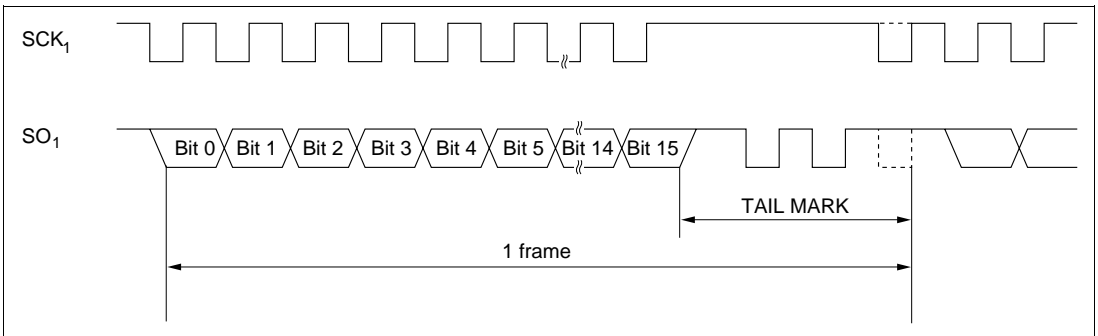 SCK1
SO1
Bit 0 Bit 1 Bit 2 Bit 3 Bit 4 Bit 5 Bit 14 Bit 15
TAIL MARK
1 frame